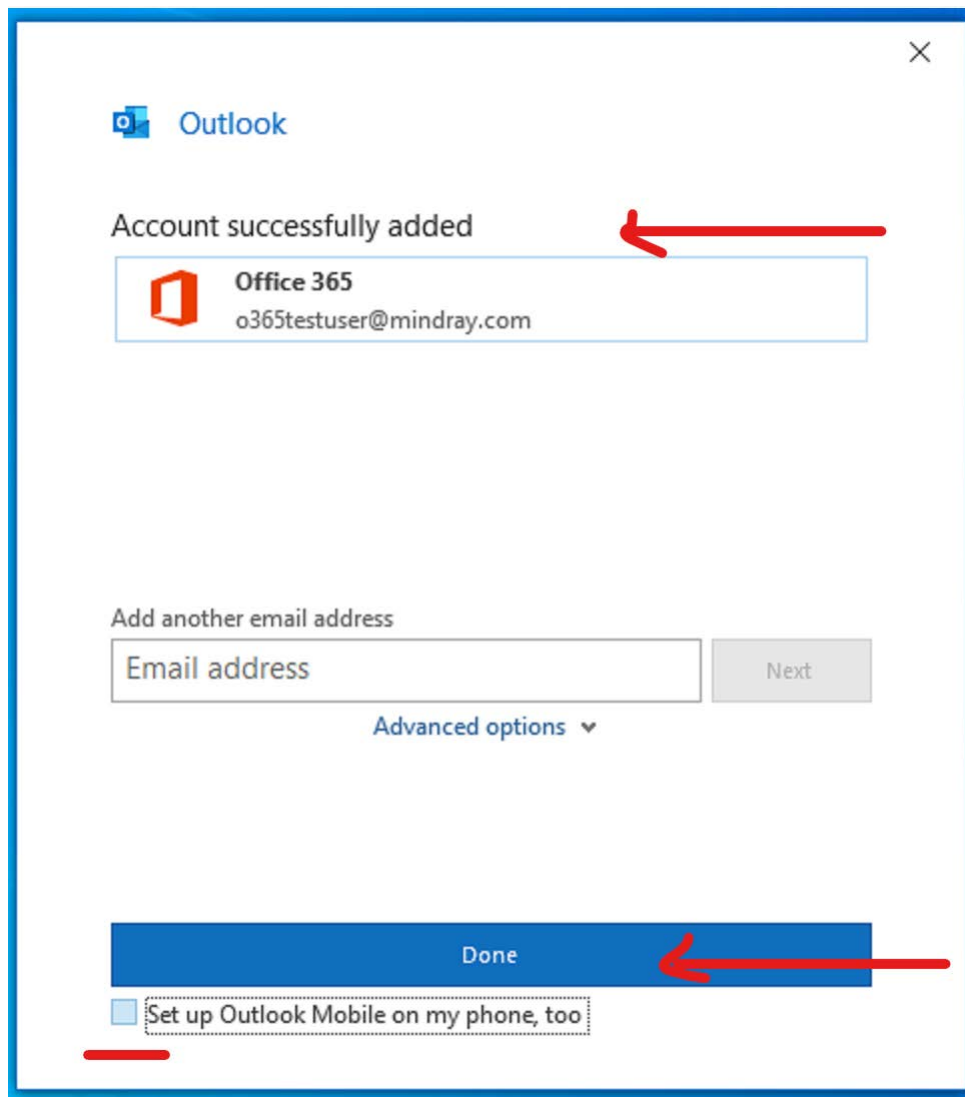 Outlook
Account successfully added
Office 365
o365testuser@mindray.com
Add another email address
Email address
Next
Advanced options
Done
Set up Outlook Mobile on my phone, too